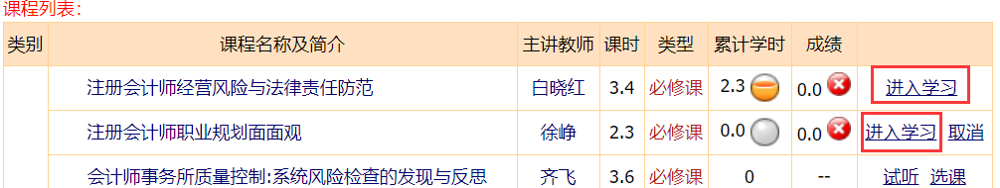 课程列表:
类别 课程名称及简介 主讲教师 课时 类型 累计学时 成绩
注册会计师经营风险与法律责任防范 白晓红 3.4 必修课 2.3 0.0 进入学习
注册会计师职业规划面面观 徐峥 2.3 必修课 0.0 0.0 进入学习 取消
会计师事务所质量控制:系统风险检查的发现与反思 齐飞 3.6 必修课 0 -- 试听 选课